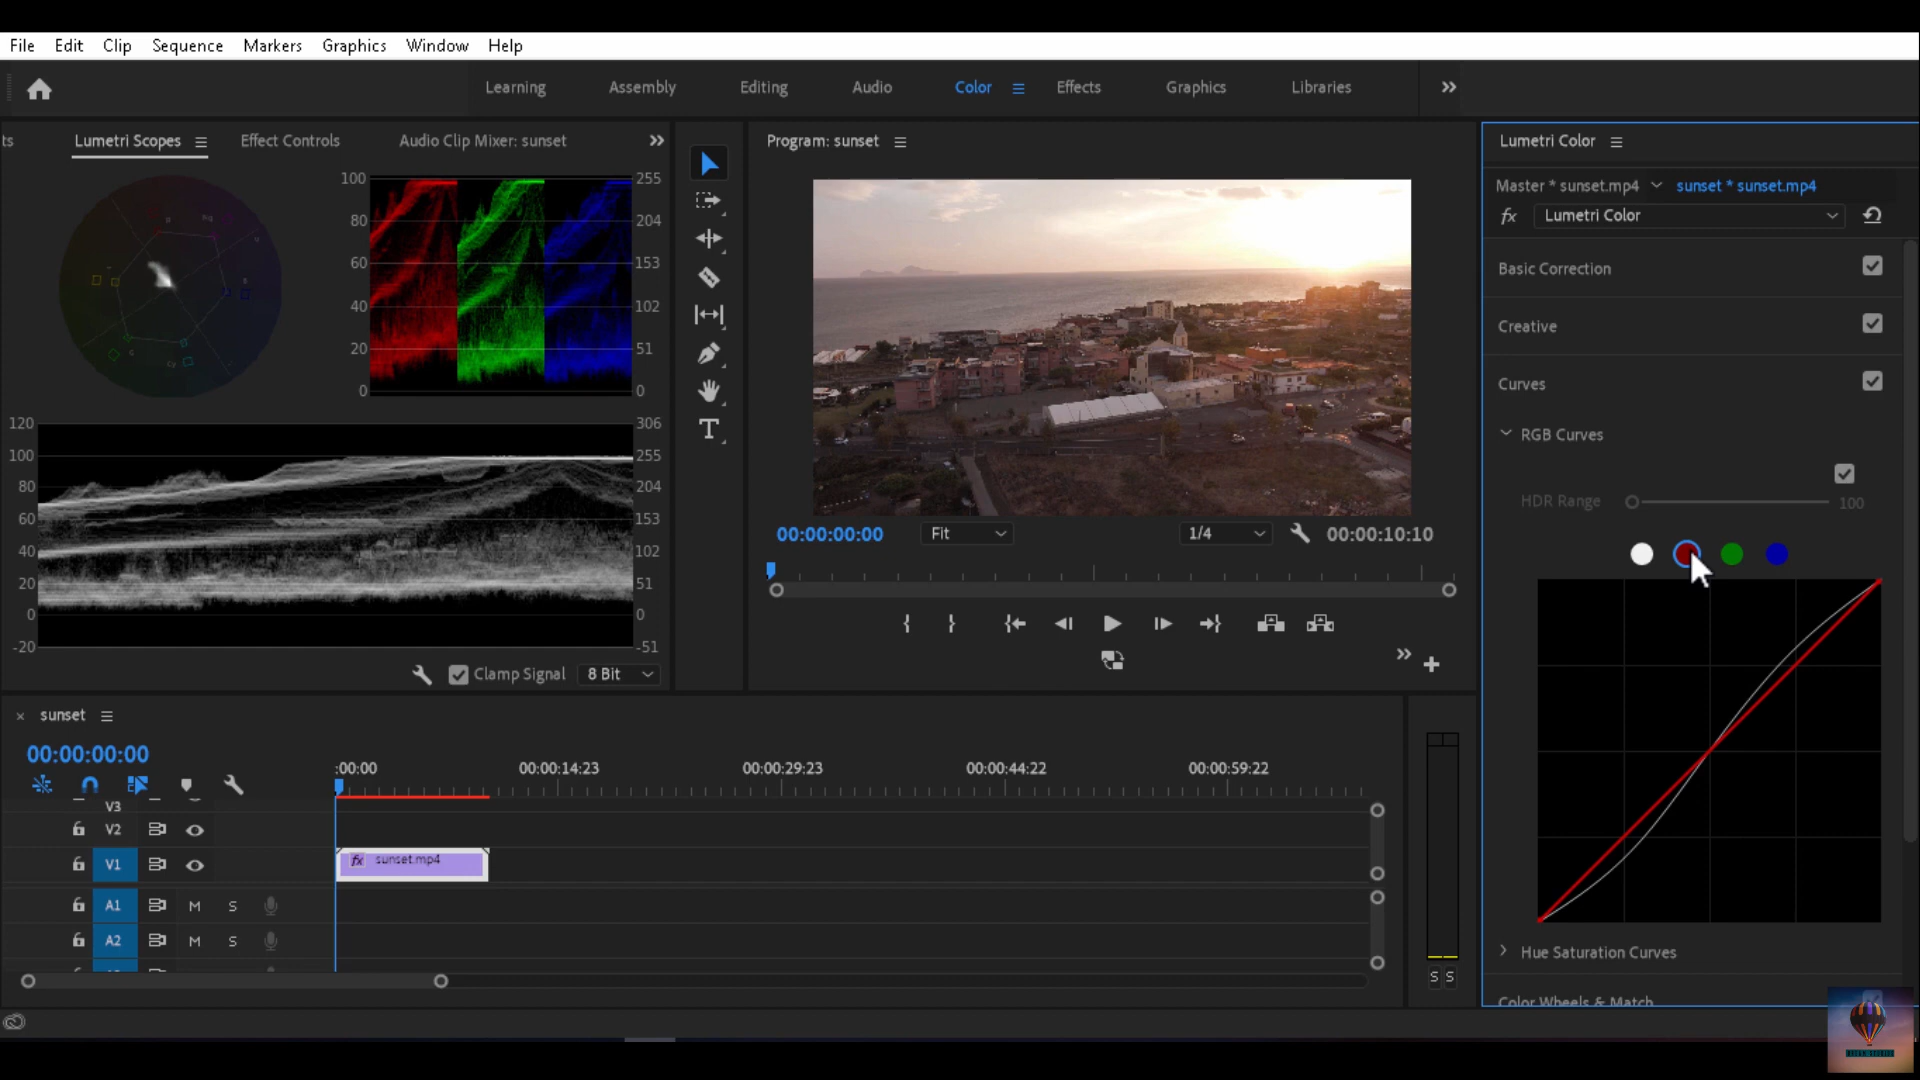 File Edit Clip Sequence Markers Graphics Window Help
Learning Assembly Editing Audio Color Effects Graphics Libraries
ts Lumetri Scopes Effect Controls Audio Clip Mixer: sunset
Program: sunset
Lumetri Color
Master * sunset.mp4 sunset * sunset.mp4
fx Lumetri Color
100 255
80 204
60 153
40 102
20 51
0 0
120 306
100 255
80 204
60 153
40 102
20 51
0 0
-20 -51
Clamp Signal 8 Bit
T
00:00:00:00 Fit 1/4 00:00:10:10
Basic Correction
Creative
Curves
RGB Curves
HDR Range 100
Hue Saturation Curves
Color Wheels & Match
× sunset
00:00:00:00
:00:00 00:00:14:23 00:00:29:23 00:00:44:22 00:00:59:22
V3
V2
V1 fx sunset.mp4
A1 M S
A2 M S
S S